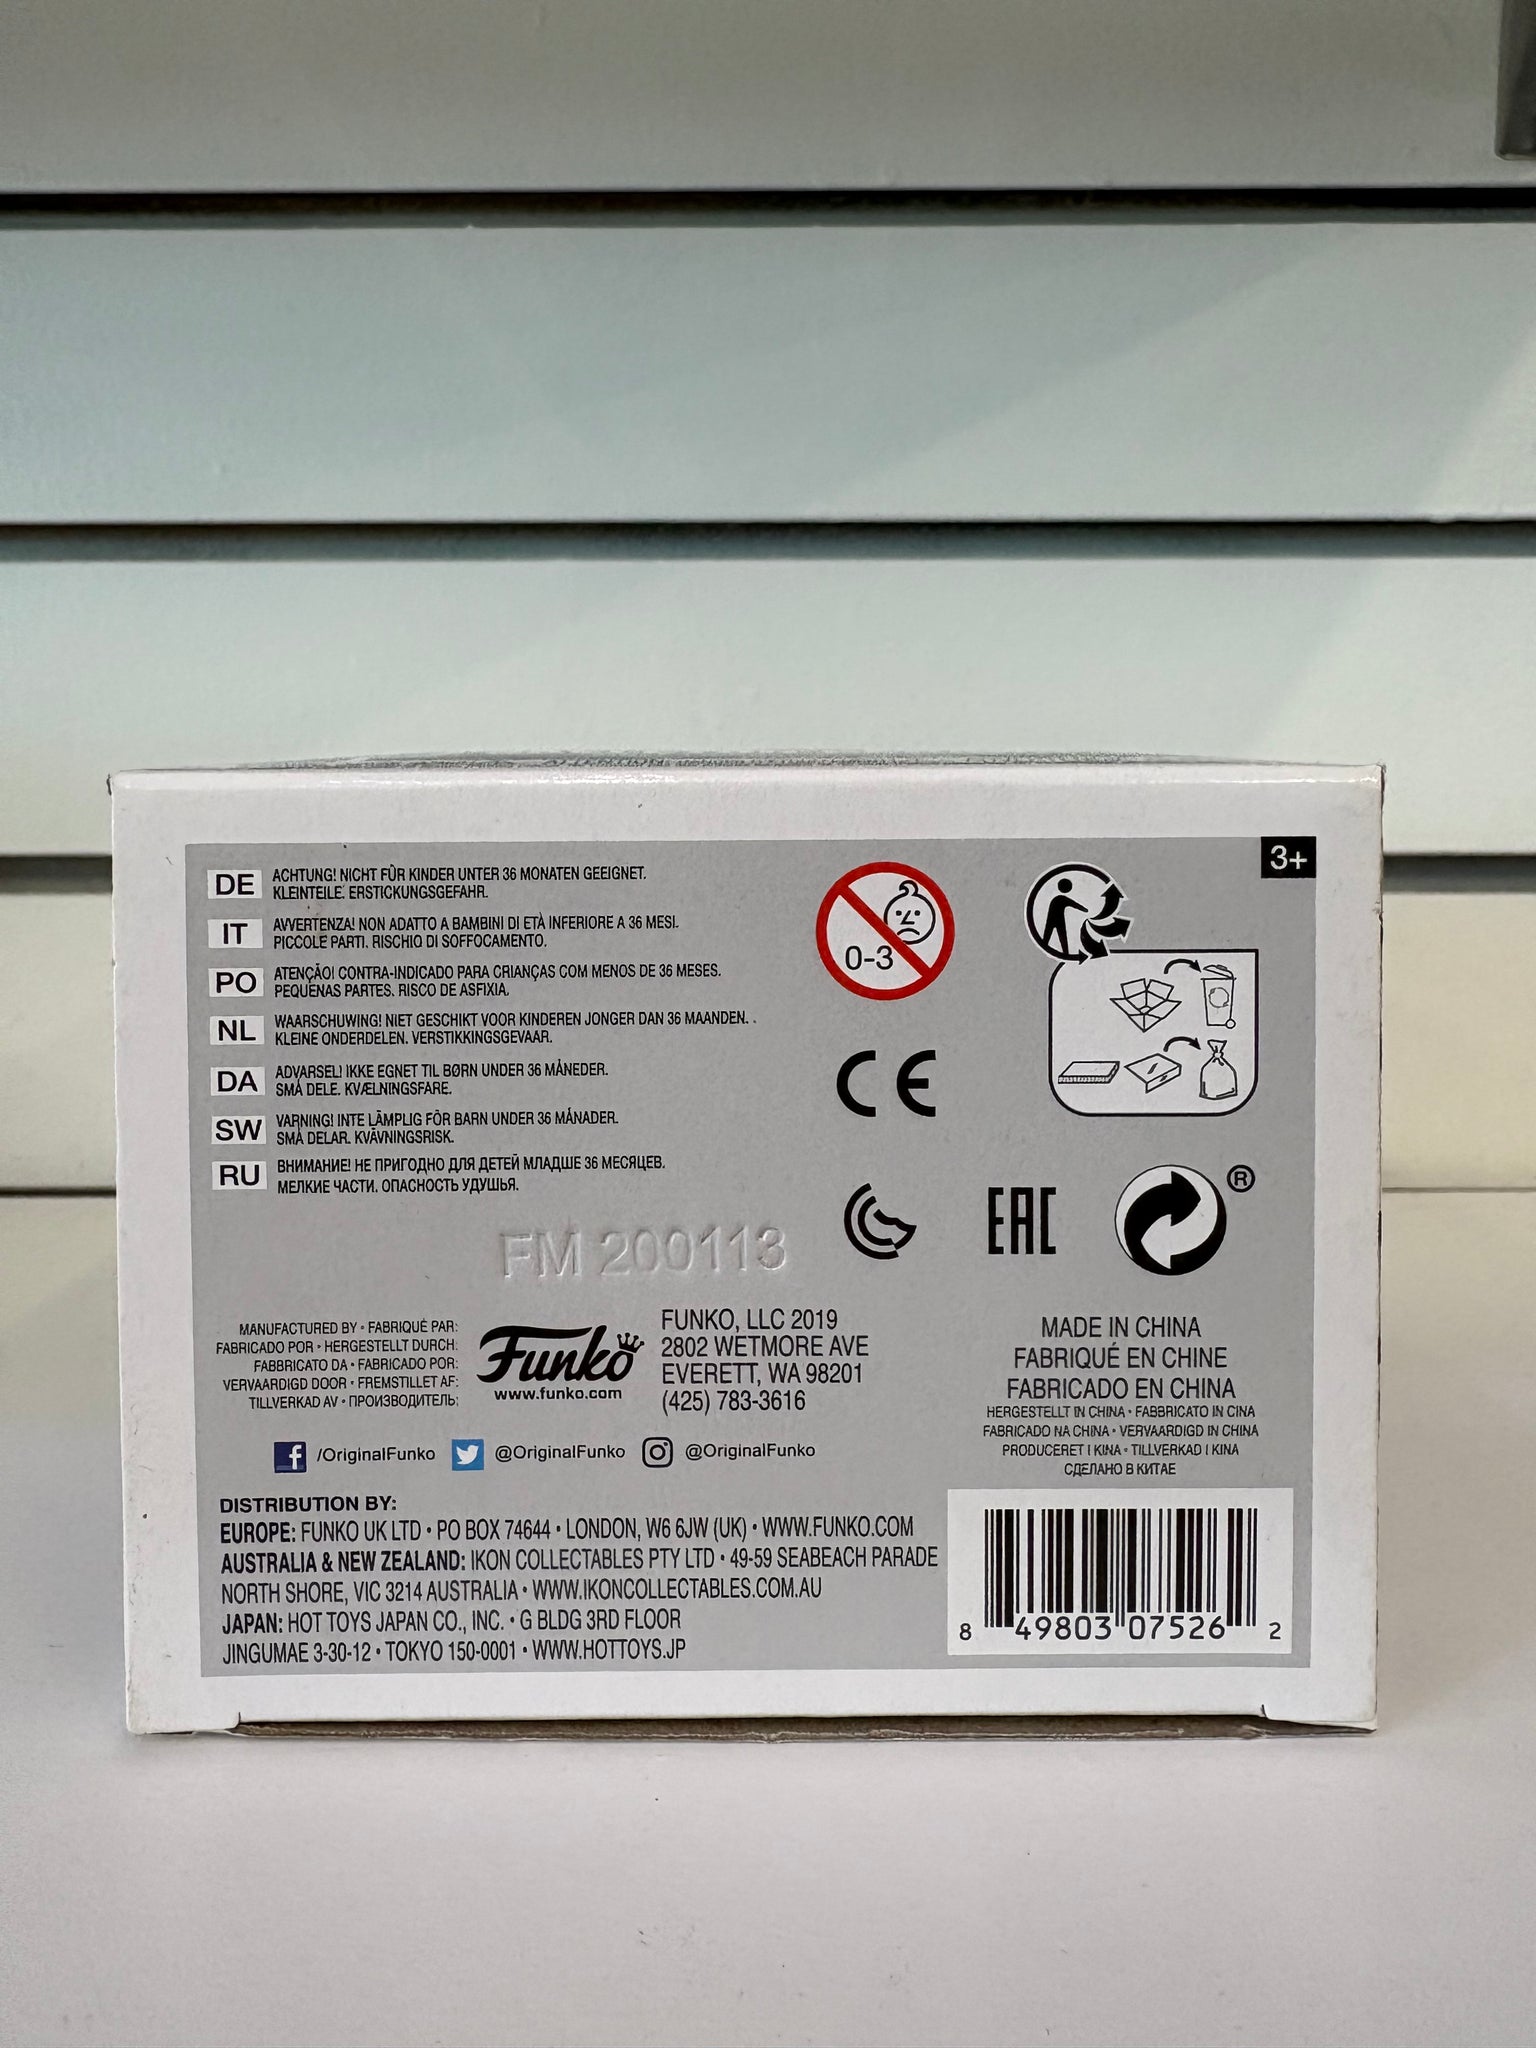 3+
DE
ACHTUNG! NICHT FÜR KINDER UNTER 36 MONATEN GEEIGNET.
KLEINTEILE. ERSTICKUNGSGEFAHR.
IT
AVVERTENZA! NON ADATTO A BAMBINI DI ETÀ INFERIORE A 36 MESI.
PICCOLE PARTI. RISCHIO DI SOFFOCAMENTO.
PO
ATENÇÃO! CONTRA-INDICADO PARA CRIANÇAS COM MENOS DE 36 MESES.
PEQUENAS PARTES. RISCO DE ASFIXIA.
NL
WAARSCHUWING! NIET GESCHIKT VOOR KINDEREN JONGER DAN 36 MAANDEN. .
KLEINE ONDERDELEN. VERSTIKKINGSGEVAAR.
DA
ADVARSEL! IKKE EGNET TIL BØRN UNDER 36 MÅNEDER.
SMÅ DELE. KVÆLNINGSFARE.
SW
VARNING! INTE LÄMPLIG FÖR BARN UNDER 36 MÅNADER.
SMÅ DELAR. KVÄVNINGSRISK.
RU
ВНИМАНИЕ! НЕ ПРИГОДНО ДЛЯ ДЕТЕЙ МЛАДШЕ 36 МЕСЯЦЕВ.
МЕЛКИЕ ЧАСТИ. ОПАСНОСТЬ УДУШЬЯ.
0-3
CE
EAC
®
FM 200113
MANUFACTURED BY • FABRIQUÉ PAR:
FABRICADO POR • HERGESTELLT DURCH:
FABBRICATO DA • FABRICADO POR:
VERVAARDIGD DOOR • FREMSTILLET AF:
TILLVERKAD AV • ПРОИЗВОДИТЕЛЬ:
Funko
www.funko.com
FUNKO, LLC 2019
2802 WETMORE AVE
EVERETT, WA 98201
(425) 783-3616
MADE IN CHINA
FABRIQUÉ EN CHINE
FABRICADO EN CHINA
HERGESTELLT IN CHINA • FABBRICATO IN CINA
FABRICADO NA CHINA • VERVAARDIGD IN CHINA
PRODUCERET I KINA • TILLVERKAD I KINA
СДЕЛАНО В КИТАЕ
f /OriginalFunko @OriginalFunko @OriginalFunko
DISTRIBUTION BY:
EUROPE: FUNKO UK LTD • PO BOX 74644 • LONDON, W6 6JW (UK) • WWW.FUNKO.COM
AUSTRALIA & NEW ZEALAND: IKON COLLECTABLES PTY LTD • 49-59 SEABEACH PARADE
NORTH SHORE, VIC 3214 AUSTRALIA • WWW.IKONCOLLECTABLES.COM.AU
JAPAN: HOT TOYS JAPAN CO., INC. • G BLDG 3RD FLOOR
JINGUMAE 3-30-12 • TOKYO 150-0001 • WWW.HOTTOYS.JP
8 49803 07526 2